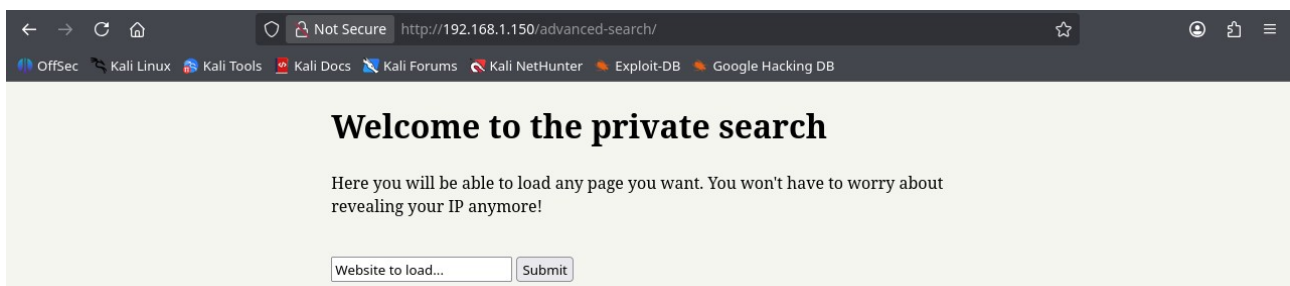 Not Secure http://192.168.1.150/advanced-search/
OffSec Kali Linux Kali Tools Kali Docs Kali Forums Kali NetHunter Exploit-DB Google Hacking DB
Welcome to the private search
Here you will be able to load any page you want. You won't have to worry about
revealing your IP anymore!
Website to load... Submit